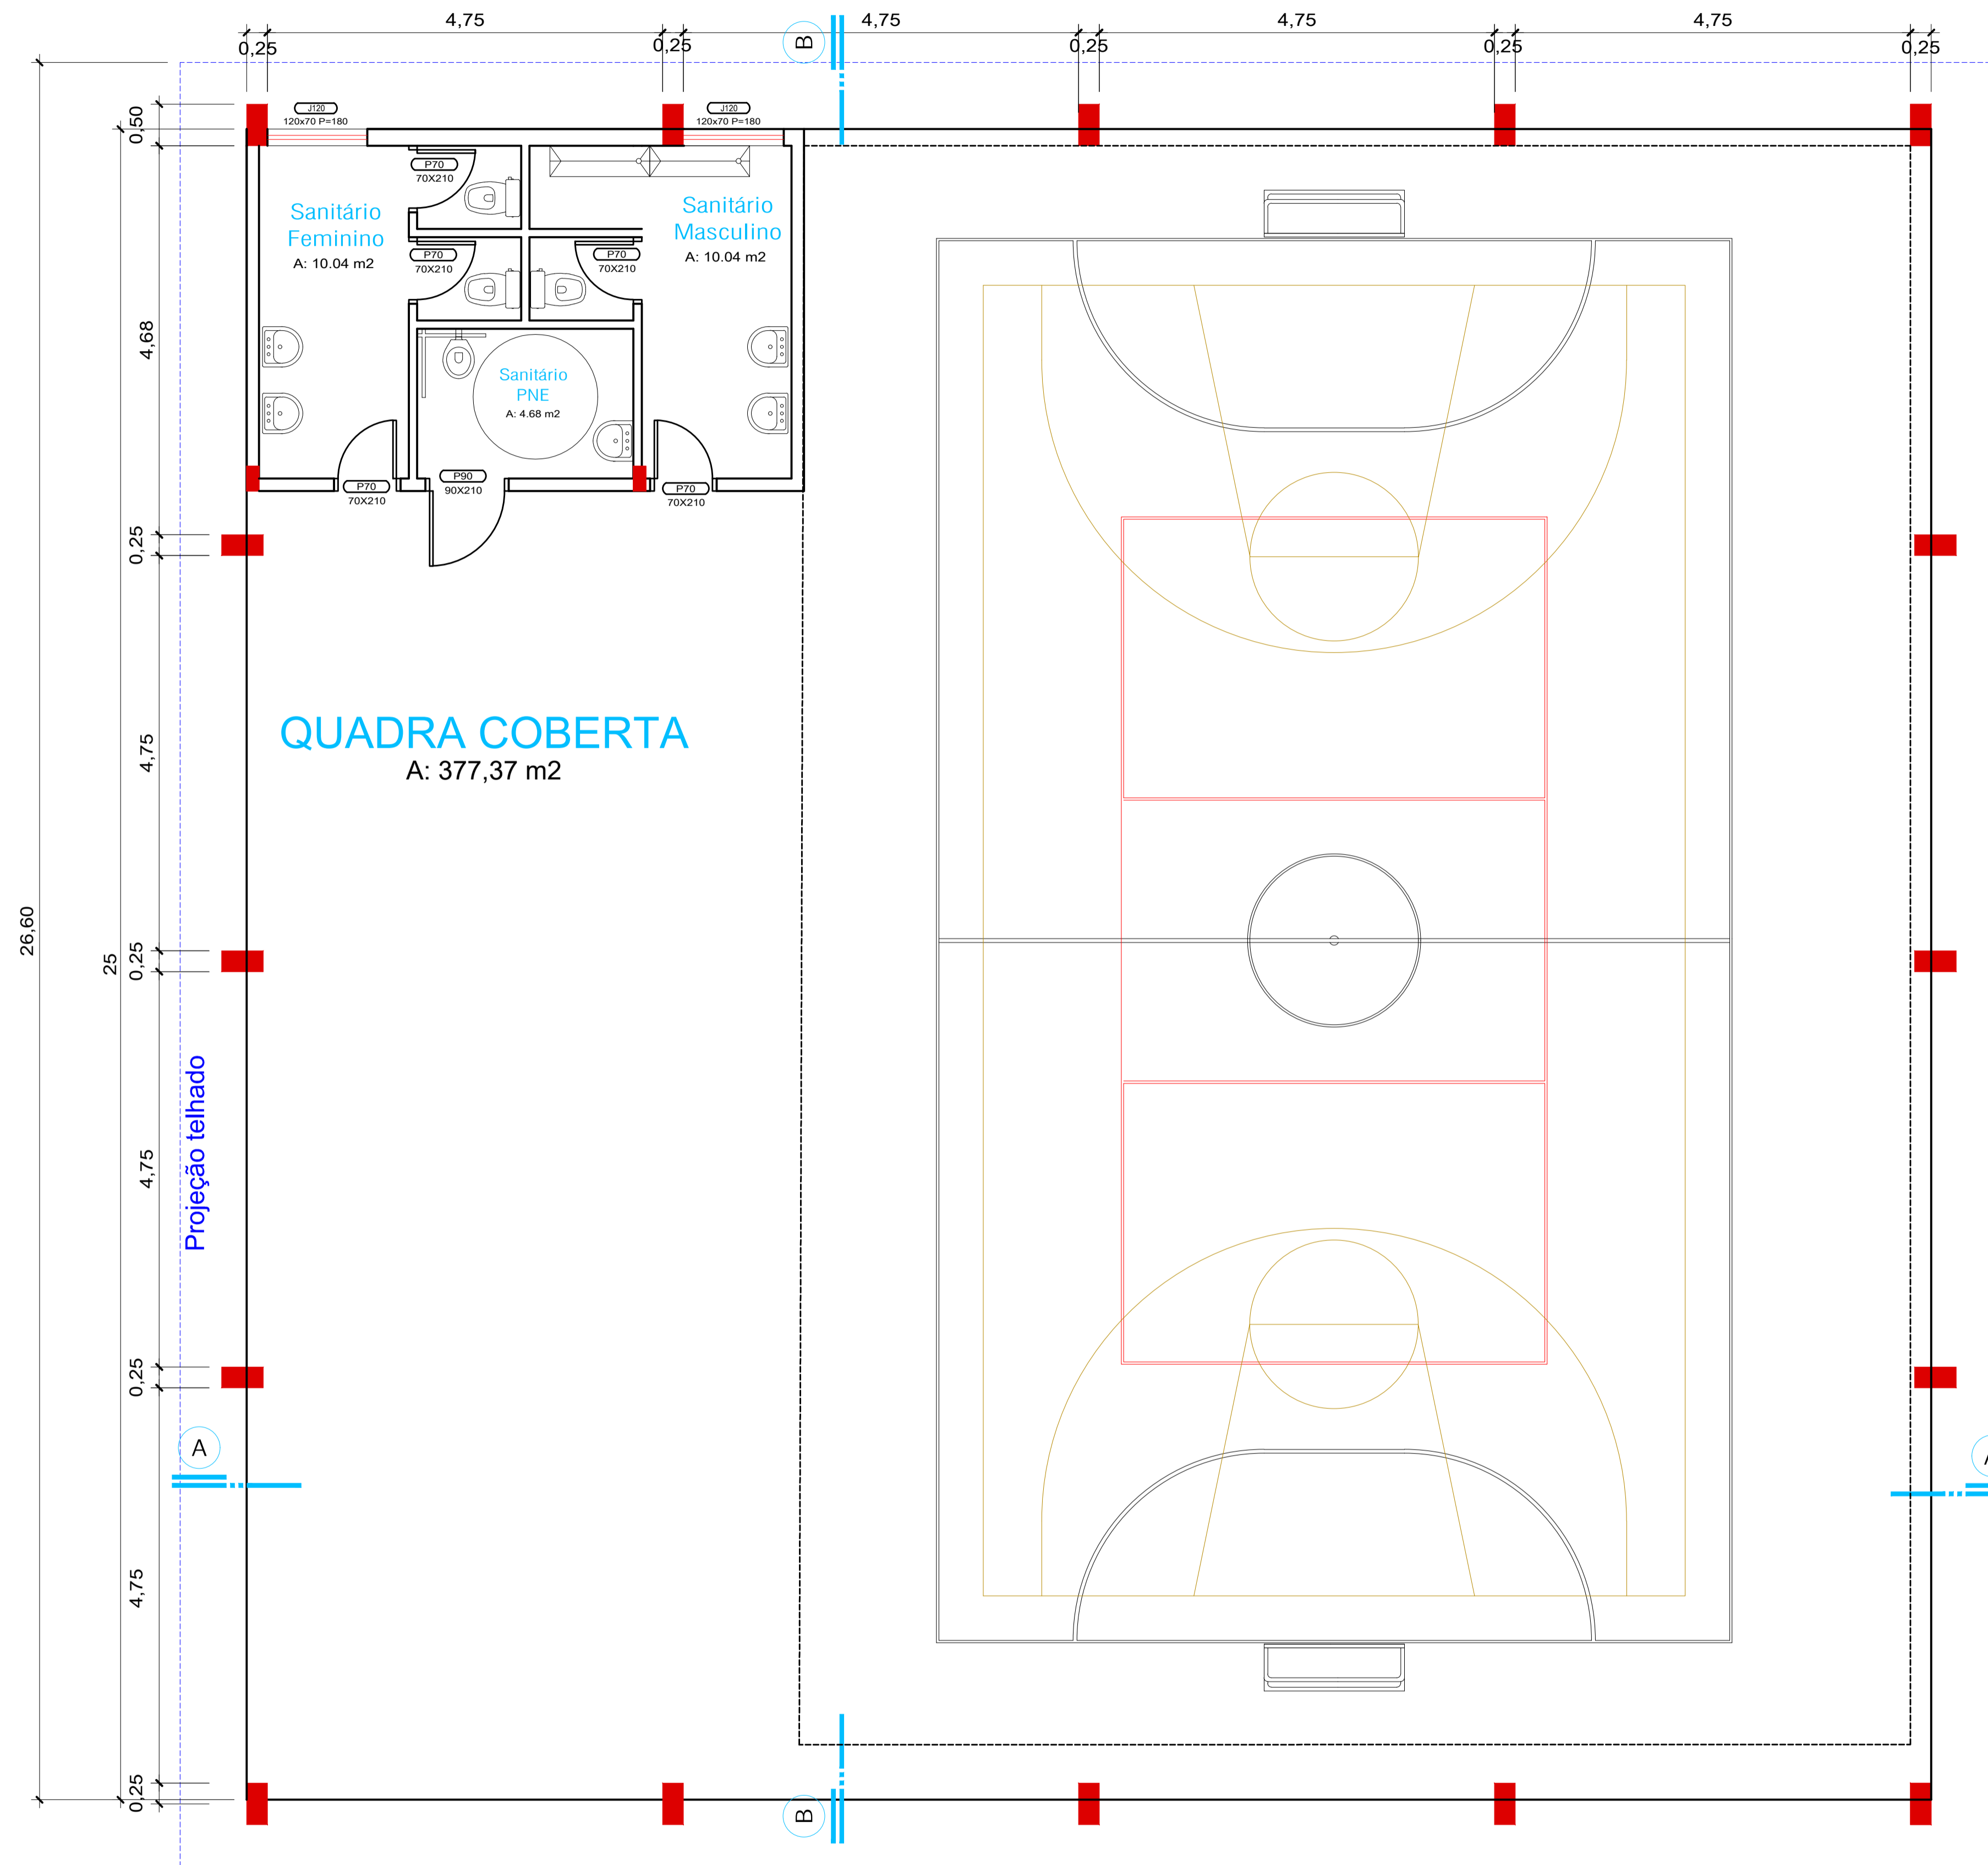 4,75
4,75
4,75
4,75
0,25
0,25
B
0,25
0,25
0,25
0,50
J120
120x70 P=180
J120
120x70 P=180
P70
70X210
Sanitário
Feminino
A: 10.04 m2
Sanitário
Masculino
A: 10.04 m2
P70
70X210
P70
70X210
4,68
Sanitário
PNE
A: 4.68 m2
P70
70X210
P90
90X210
P70
70X210
0,25
QUADRA COBERTA
A: 377,37 m2
4,75
26,60
25
0,25
Projeção telhado
4,75
0,25
A
A
4,75
0,25
B